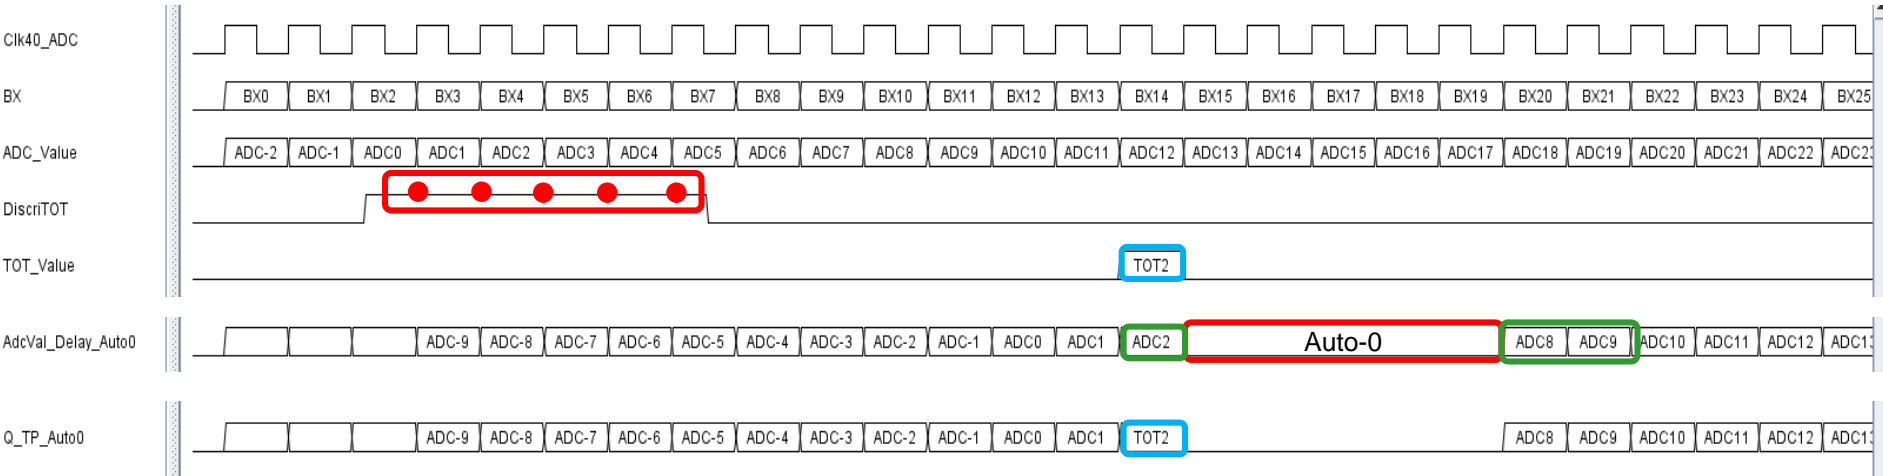 Clk40_ADC
BX BX0 BX1 BX2 BX3 BX4 BX5 BX6 BX7 BX8 BX9 BX10 BX11 BX12 BX13 BX14 BX15 BX16 BX17 BX18 BX19 BX20 BX21 BX22 BX23 BX24 BX25
ADC_Value ADC-2 ADC-1 ADC0 ADC1 ADC2 ADC3 ADC4 ADC5 ADC6 ADC7 ADC8 ADC9 ADC10 ADC11 ADC12 ADC13 ADC14 ADC15 ADC16 ADC17 ADC18 ADC19 ADC20 ADC21 ADC22 ADC23
DiscriTOT
TOT_Value TOT2
AdcVal_Delay_Auto0 ADC-9 ADC-8 ADC-7 ADC-6 ADC-5 ADC-4 ADC-3 ADC-2 ADC-1 ADC0 ADC1 ADC2 Auto-0 ADC8 ADC9 ADC10 ADC11 ADC12 ADC13
Q_TP_Auto0 ADC-9 ADC-8 ADC-7 ADC-6 ADC-5 ADC-4 ADC-3 ADC-2 ADC-1 ADC0 ADC1 TOT2 ADC8 ADC9 ADC10 ADC11 ADC12 ADC13